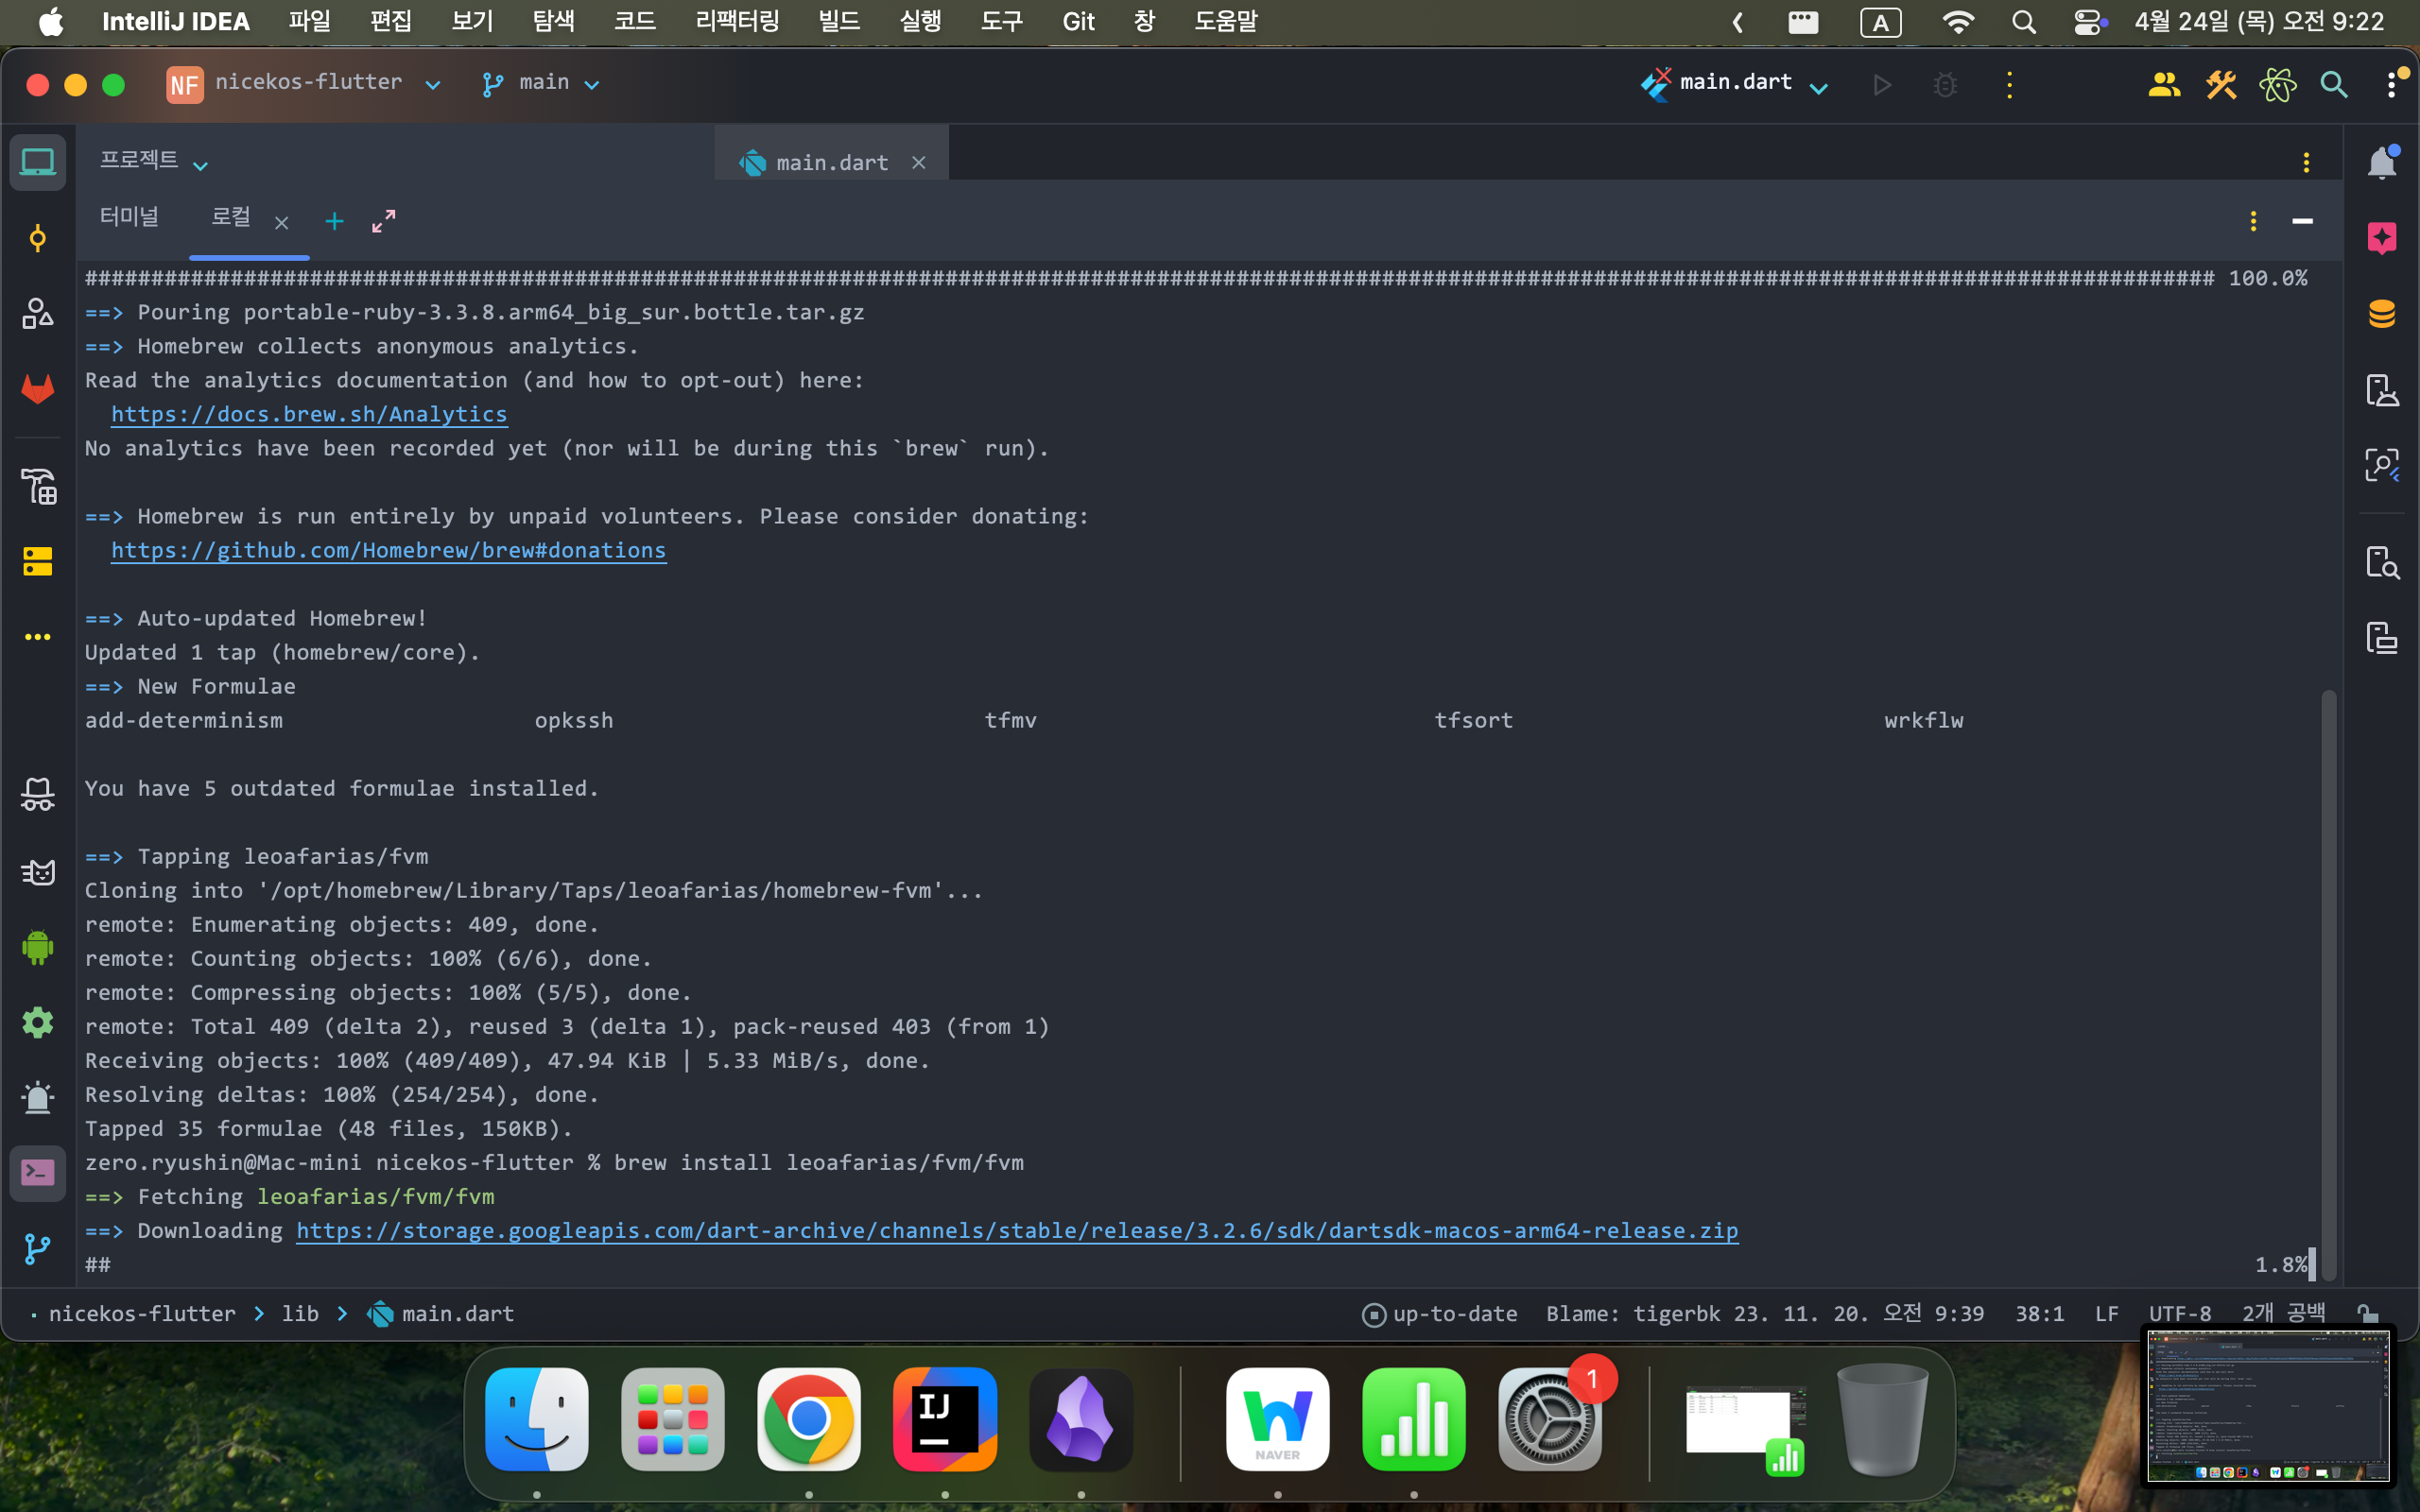 IntelliJ IDEA 파일 편집 보기 탐색 코드 리팩터링 빌드 실행 도구 Git 창 도움말 A 4월 24일 (목) 오전 9:22
NF nicekos-flutter main main.dart
프로젝트 main.dart
터미널 로컬
################################################################################################################################################################# 100.0%
==> Pouring portable-ruby-3.3.8.arm64_big_sur.bottle.tar.gz
==> Homebrew collects anonymous analytics.
Read the analytics documentation (and how to opt-out) here:
https://docs.brew.sh/Analytics
No analytics have been recorded yet (nor will be during this `brew` run).
==> Homebrew is run entirely by unpaid volunteers. Please consider donating:
https://github.com/Homebrew/brew#donations
==> Auto-updated Homebrew!
Updated 1 tap (homebrew/core).
==> New Formulae
add-determinism opkssh tfmv tfsort wrkflw
You have 5 outdated formulae installed.
==> Tapping leoafarias/fvm
Cloning into '/opt/homebrew/Library/Taps/leoafarias/homebrew-fvm'...
remote: Enumerating objects: 409, done.
remote: Counting objects: 100% (6/6), done.
remote: Compressing objects: 100% (5/5), done.
remote: Total 409 (delta 2), reused 3 (delta 1), pack-reused 403 (from 1)
Receiving objects: 100% (409/409), 47.94 KiB | 5.33 MiB/s, done.
Resolving deltas: 100% (254/254), done.
Tapped 35 formulae (48 files, 150KB).
zero.ryushin@Mac-mini nicekos-flutter % brew install leoafarias/fvm/fvm
==> Fetching leoafarias/fvm/fvm
==> Downloading https://storage.googleapis.com/dart-archive/channels/stable/release/3.2.6/sdk/dartsdk-macos-arm64-release.zip
## 1.8%
nicekos-flutter > lib > main.dart up-to-date Blame: tigerbk 23. 11. 20. 오전 9:39 38:1 LF UTF-8 2개 공백
IJ NAVER 1